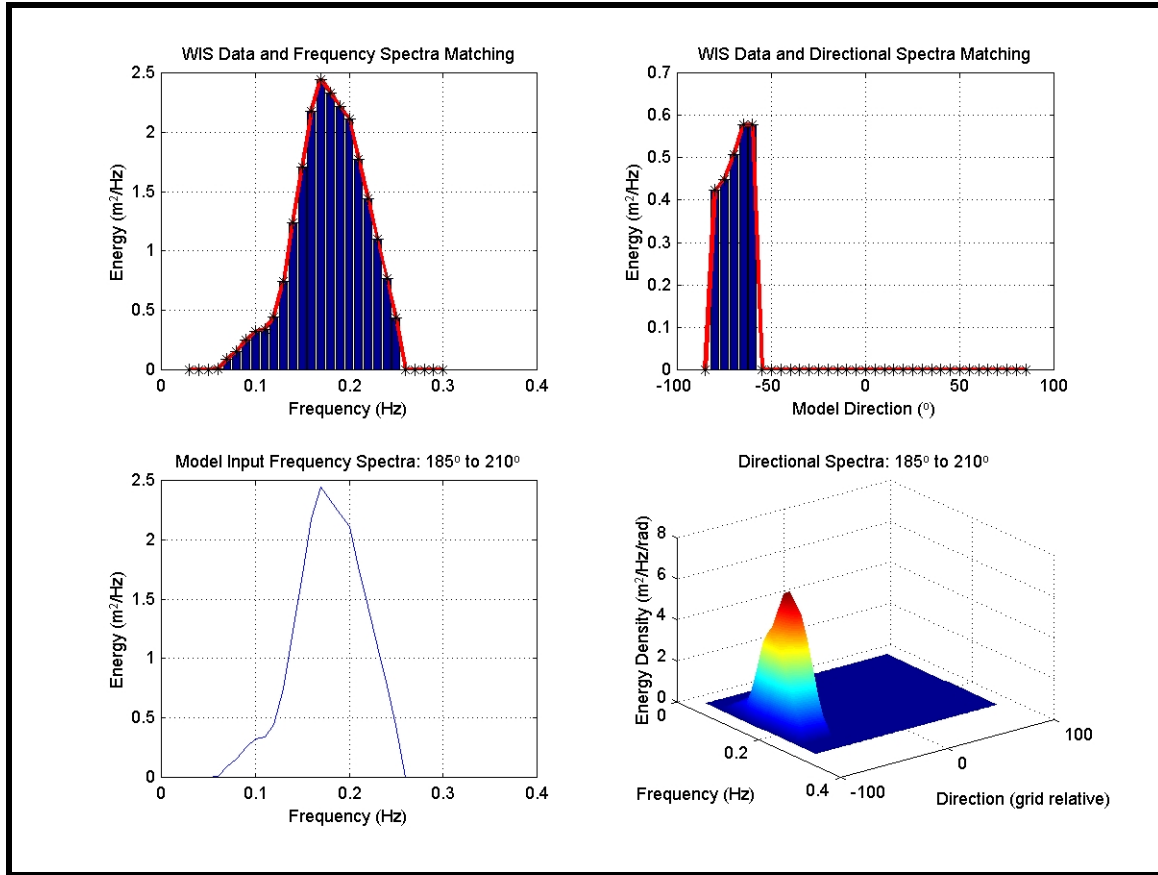 WIS Data and Frequency Spectra Matching
2.5
2
1.5
1
0.5
0
Energy (m²/Hz)
0 0.1 0.2 0.3 0.4
Frequency (Hz)
WIS Data and Directional Spectra Matching
0.7
0.6
0.5
0.4
0.3
0.2
0.1
0
Energy (m²/Hz)
-100 -50 0 50 100
Model Direction (º)
Model Input Frequency Spectra: 185º to 210º
2.5
2
1.5
1
0.5
0
Energy (m²/Hz)
0 0.1 0.2 0.3 0.4
Frequency (Hz)
Directional Spectra: 185º to 210º
8
6
4
2
0
Energy Density (m²/Hz/rad)
0
0.2
0.4
Frequency (Hz)
-100
0
100
Direction (grid relative)